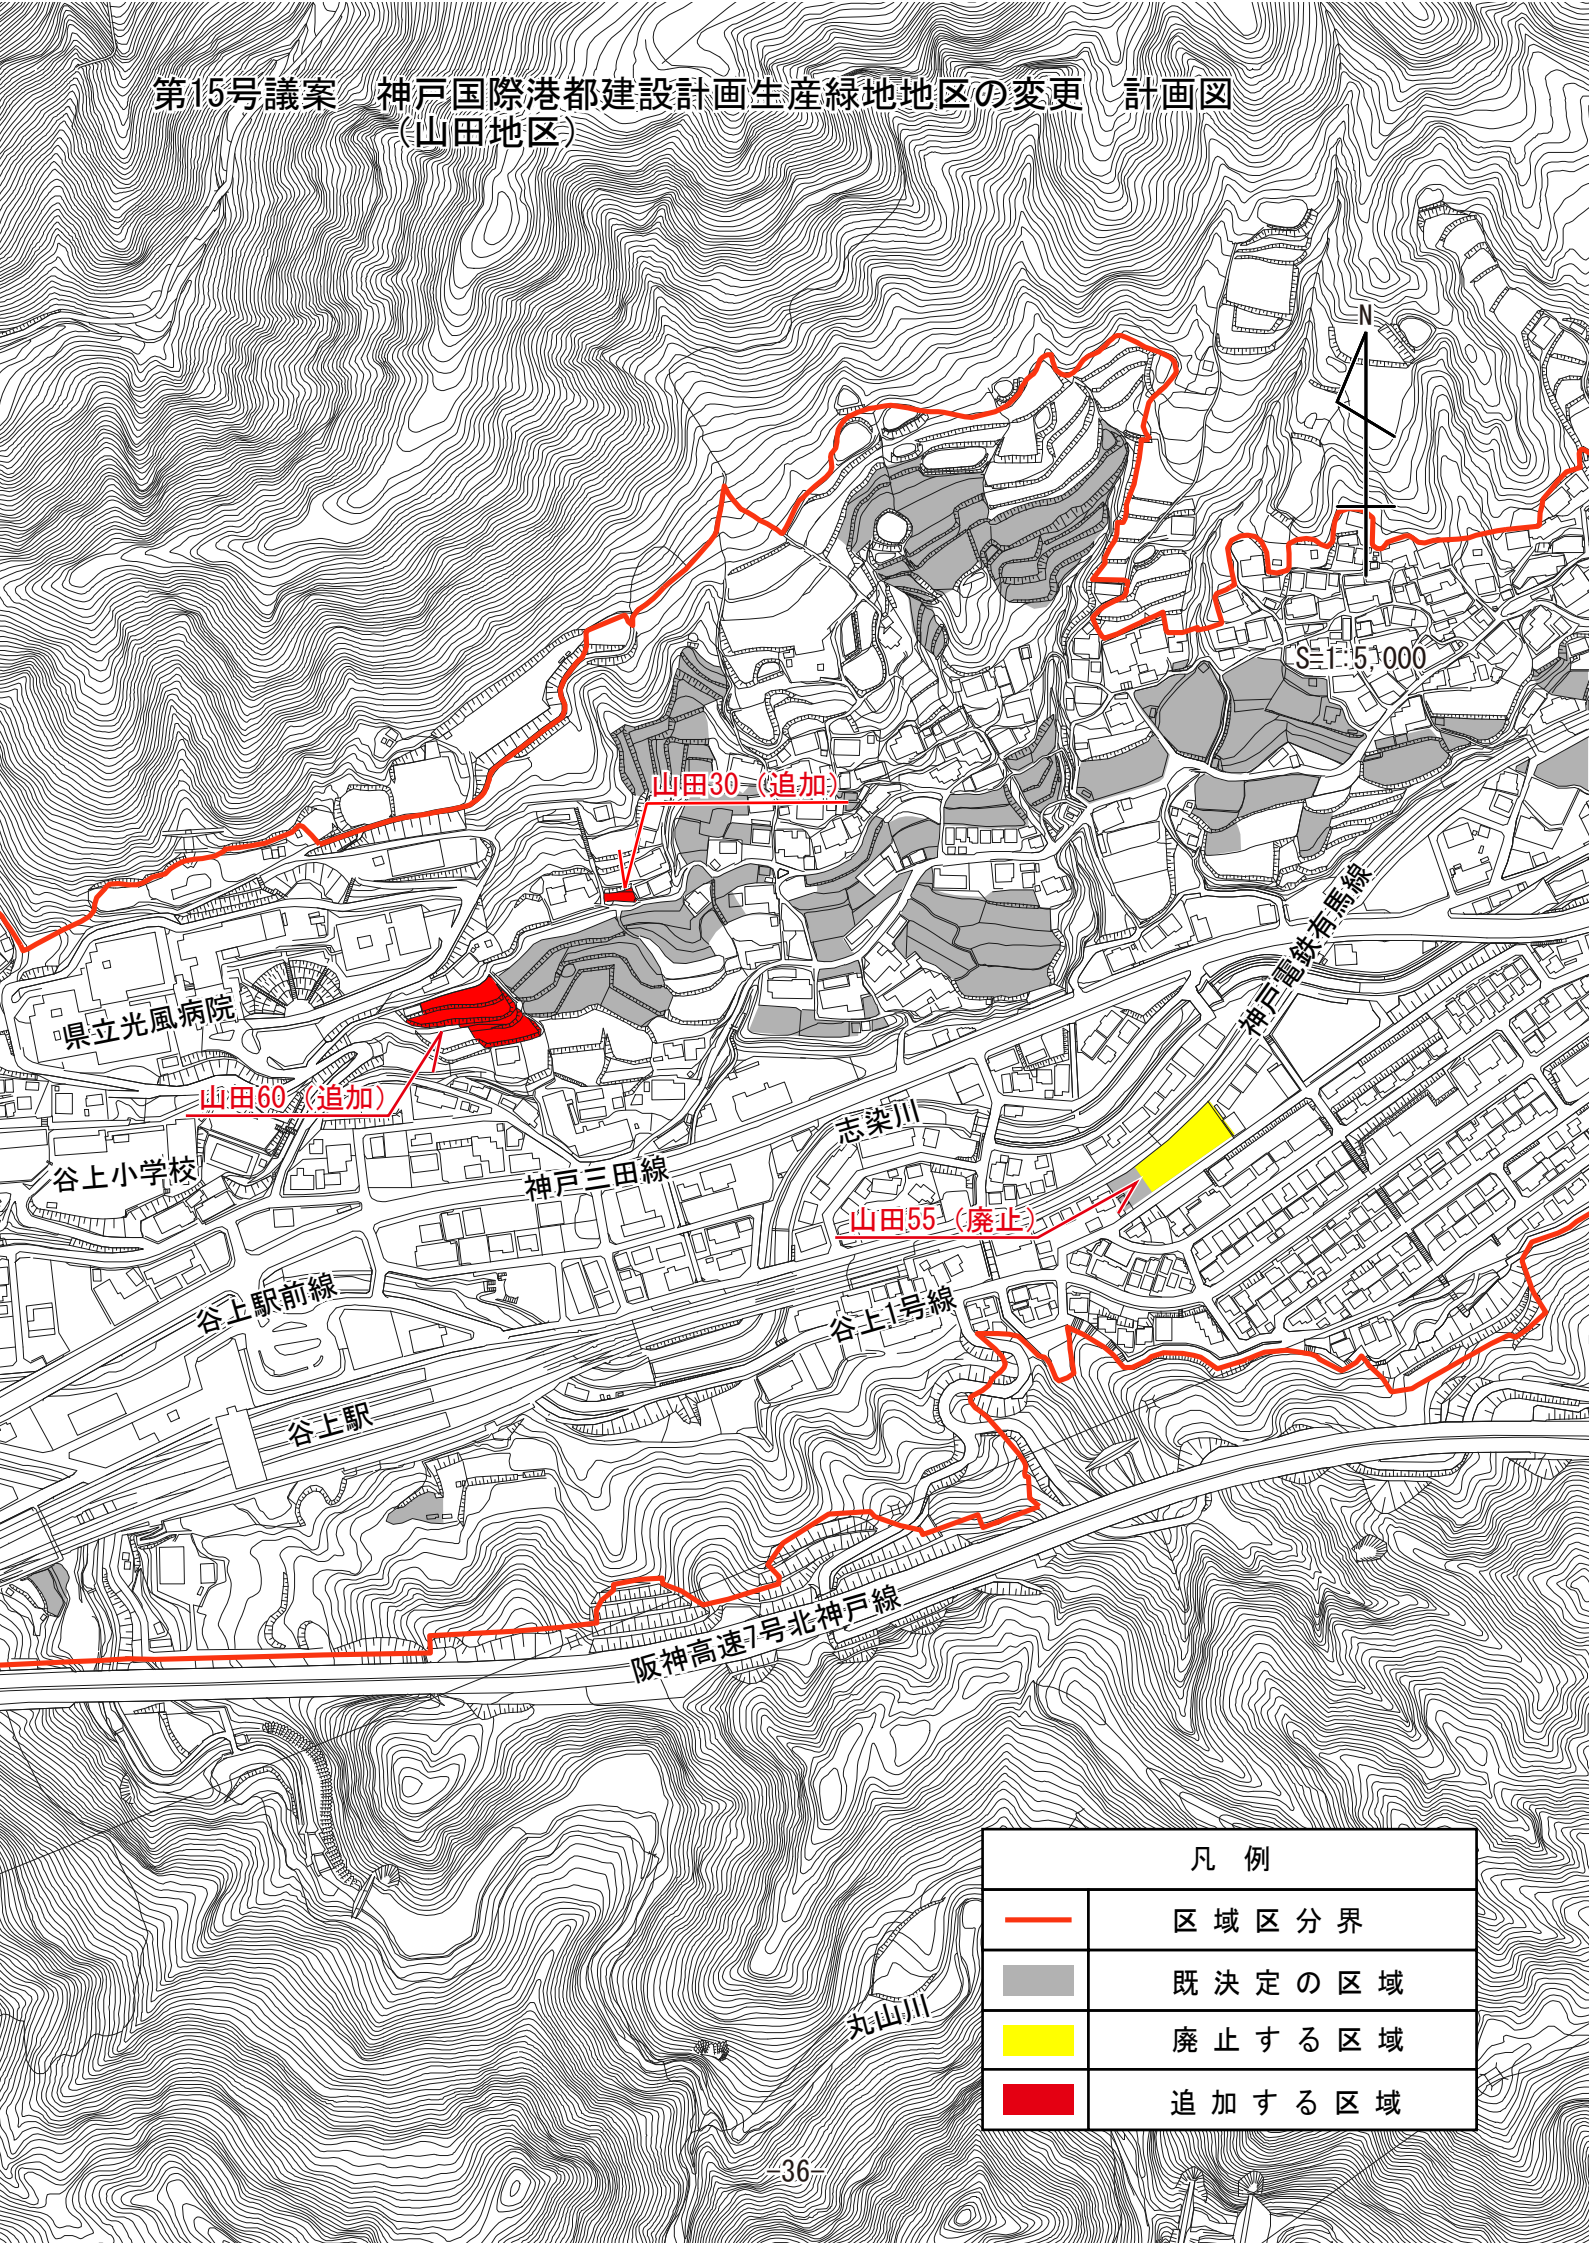 第15号議案　神戸国際港都建設計画生産緑地地区の変更　計画図
(山田地区)
N
S=1:5,000
山田30（追加）
神戸電鉄有馬線
県立光風病院
山田60（追加）
志染川
谷上小学校
神戸三田線
山田55（廃止）
谷上駅前線
谷上1号線
谷上駅
阪神高速7号北神戸線
丸山川
凡例
区域区分界
既決定の区域
廃止する区域
追加する区域
-36-